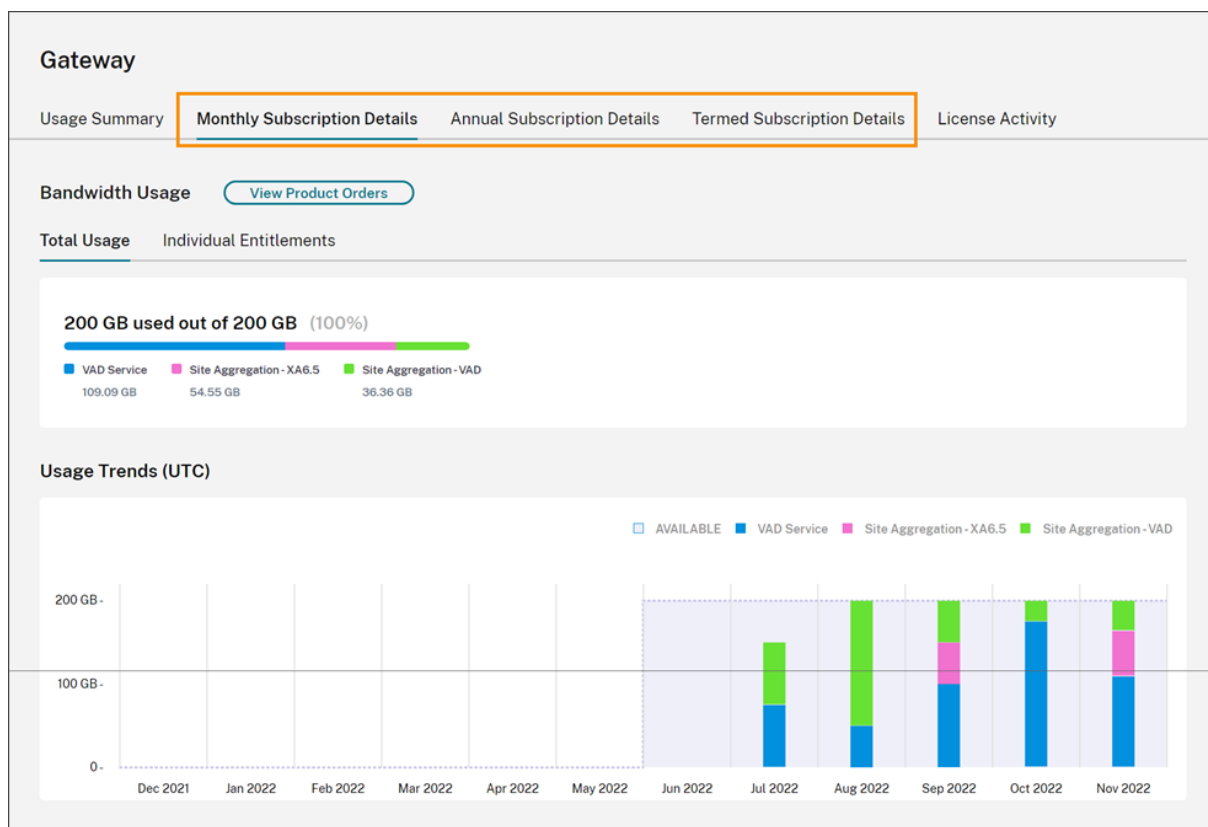 Gateway
Usage Summary Monthly Subscription Details Annual Subscription Details Termed Subscription Details License Activity
Bandwidth Usage View Product Orders
Total Usage Individual Entitlements
200 GB used out of 200 GB (100%)
VAD Service Site Aggregation - XA6.5 Site Aggregation - VAD
109.09 GB 54.55 GB 36.36 GB
Usage Trends (UTC)
AVAILABLE VAD Service Site Aggregation - XA6.5 Site Aggregation - VAD
200 GB -
100 GB -
0 -
Dec 2021 Jan 2022 Feb 2022 Mar 2022 Apr 2022 May 2022 Jun 2022 Jul 2022 Aug 2022 Sep 2022 Oct 2022 Nov 2022